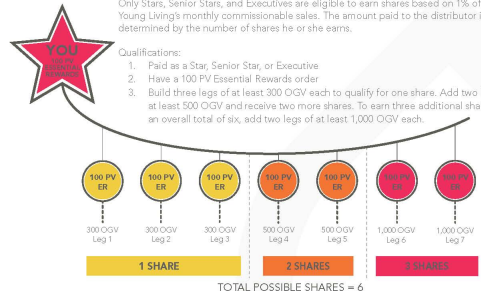 Only Stars, Senior Stars, and Executives are eligible to earn shares based on 1% of
Young Living's monthly commissionable sales. The amount paid to the distributor i
determined by the number of shares he or she earns.
Qualifications:
1. Paid as a Star, Senior Star, or Executive
2. Have a 100 PV Essential Rewards order
3. Build three legs of at least 300 OGV each to qualify for one share. Add two
at least 500 OGV and receive two more shares. To earn three additional sha
an overall total of six, add two legs of at least 1,000 OGV each.
YOU
100 PV
ESSENTIAL
REWARDS
100 PV
ER
100 PV
ER
100 PV
ER
100 PV
ER
100 PV
ER
100 PV
ER
100 PV
ER
300 OGV
Leg 1
300 OGV
Leg 2
300 OGV
Leg 3
500 OGV
Leg 4
500 OGV
Leg 5
1,000 OGV
Leg 6
1,000 OGV
Leg 7
1 SHARE
2 SHARES
3 SHARES
TOTAL POSSIBLE SHARES = 6